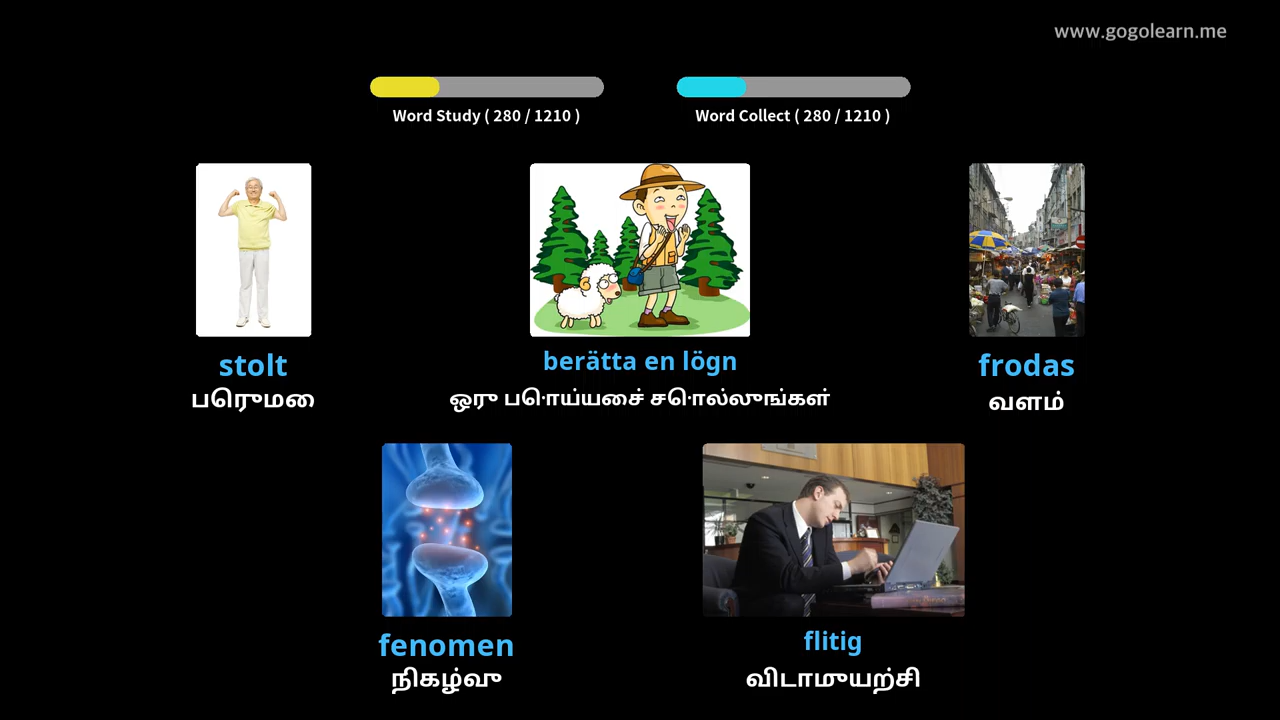 www.gogolearn.me
Word Study ( 280 / 1210 )
Word Collect ( 280 / 1210 )
stolt
பெருமை
berätta en lögn
ஒரு பொய்யைச் சொல்லுங்கள்
frodas
வளம்
fenomen
நிகழ்வு
flitig
விடாமுயற்சி